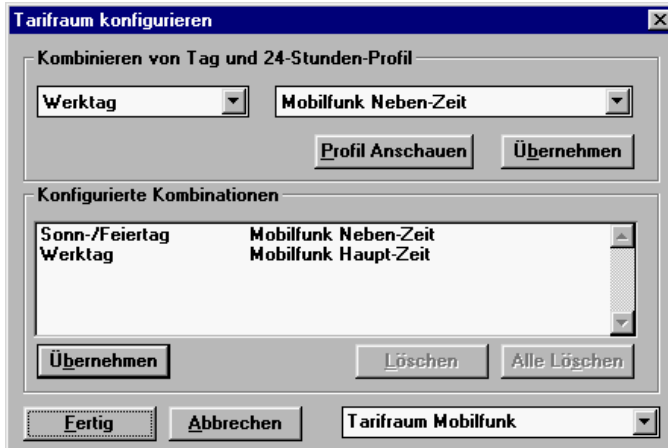 Tarifraum konfigurieren
Kombinieren von Tag und 24-Stunden-Profil
Werktag Mobilfunk Neben-Zeit
Profil Anschauen Übernehmen
Konfigurierte Kombinationen
Sonn-/Feiertag Mobilfunk Neben-Zeit
Werktag Mobilfunk Haupt-Zeit
Übernehmen Löschen Alle Löschen
Fertig Abbrechen Tarifraum Mobilfunk